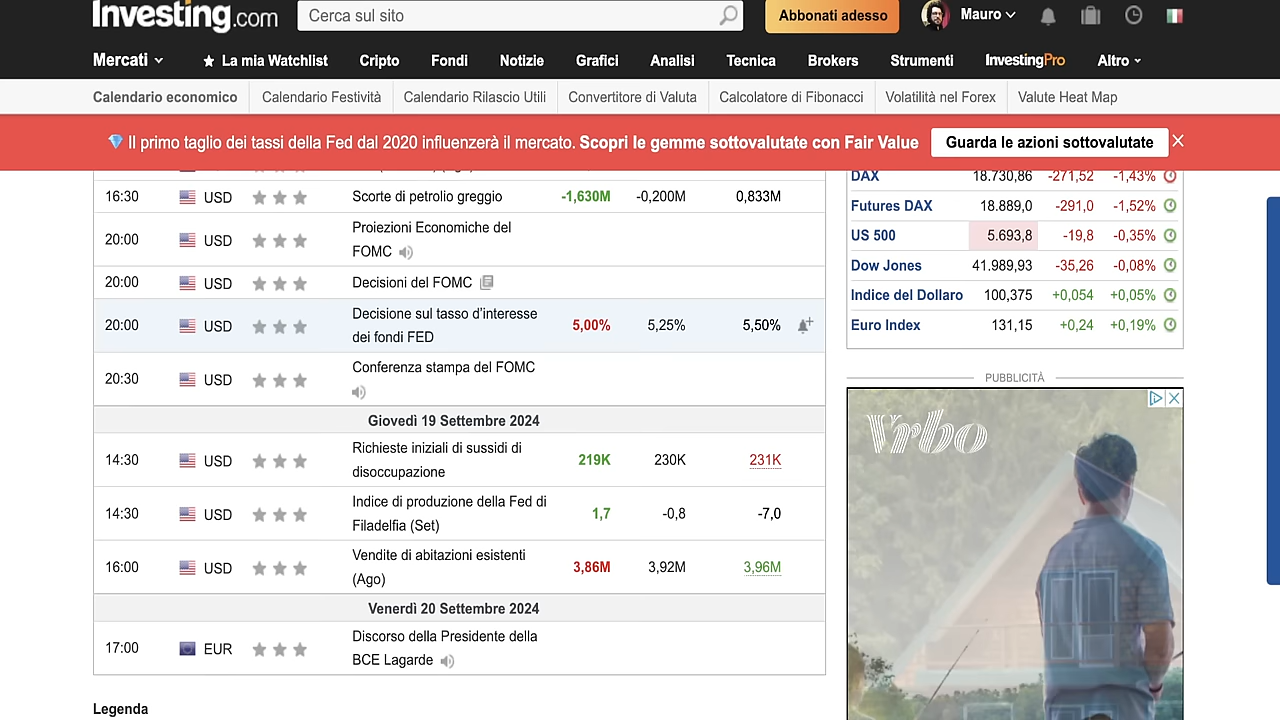 Investing.com
Cerca sul sito
Abbonati adesso
Mauro
Mercati
La mia Watchlist
Cripto
Fondi
Notizie
Grafici
Analisi
Tecnica
Brokers
Strumenti
InvestingPro
Altro
Calendario economico
Calendario Festività
Calendario Rilascio Utili
Convertitore di Valuta
Calcolatore di Fibonacci
Volatilità nel Forex
Valute Heat Map
Il primo taglio dei tassi della Fed dal 2020 influenzerà il mercato. Scopri le gemme sottovalutate con Fair Value
Guarda le azioni sottovalutate
16:30 USD Scorte di petrolio greggio -1,630M -0,200M 0,833M
20:00 USD Proiezioni Economiche del
FOMC
20:00 USD Decisioni del FOMC
20:00 USD Decisione sul tasso d'interesse
dei fondi FED 5,00% 5,25% 5,50%
20:30 USD Conferenza stampa del FOMC
Giovedì 19 Settembre 2024
14:30 USD Richieste iniziali di sussidi di
disoccupazione 219K 230K 231K
14:30 USD Indice di produzione della Fed di
Filadelfia (Set) 1,7 -0,8 -7,0
16:00 USD Vendite di abitazioni esistenti
(Ago) 3,86M 3,92M 3,96M
Venerdì 20 Settembre 2024
17:00 EUR Discorso della Presidente della
BCE Lagarde
Legenda
DAX 18.730,86 -271,52 -1,43%
Futures DAX 18.889,0 -291,0 -1,52%
US 500 5.693,8 -19,8 -0,35%
Dow Jones 41.989,93 -35,26 -0,08%
Indice del Dollaro 100,375 +0,054 +0,05%
Euro Index 131,15 +0,24 +0,19%
PUBBLICITÀ
Vrbo